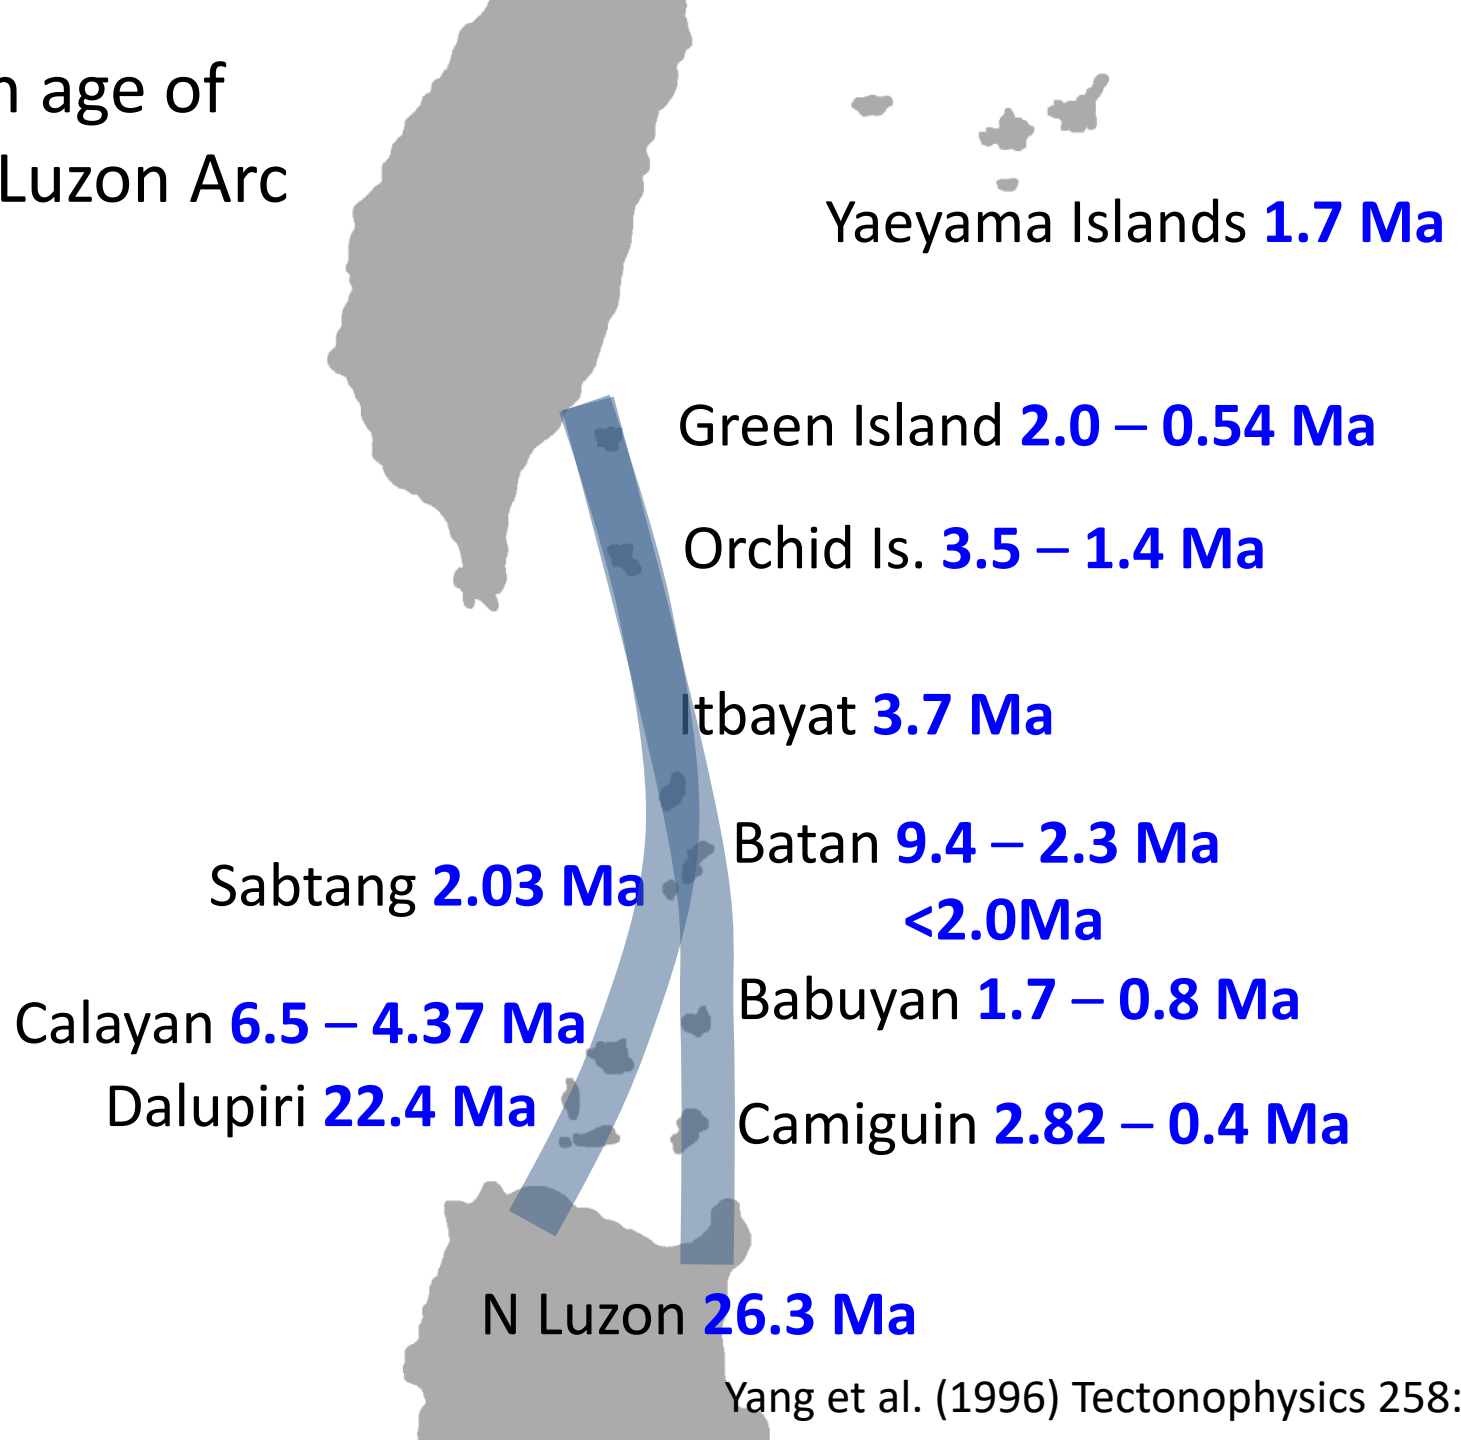 n age of
Luzon Arc
Yaeyama Islands 1.7 Ma
Green Island 2.0 – 0.54 Ma
Orchid Is. 3.5 – 1.4 Ma
Itbayat 3.7 Ma
Batan 9.4 – 2.3 Ma
Sabtang 2.03 Ma
<2.0Ma
Babuyan 1.7 – 0.8 Ma
Calayan 6.5 – 4.37 Ma
Dalupiri 22.4 Ma
Camiguin 2.82 – 0.4 Ma
N Luzon 26.3 Ma
Yang et al. (1996) Tectonophysics 258: